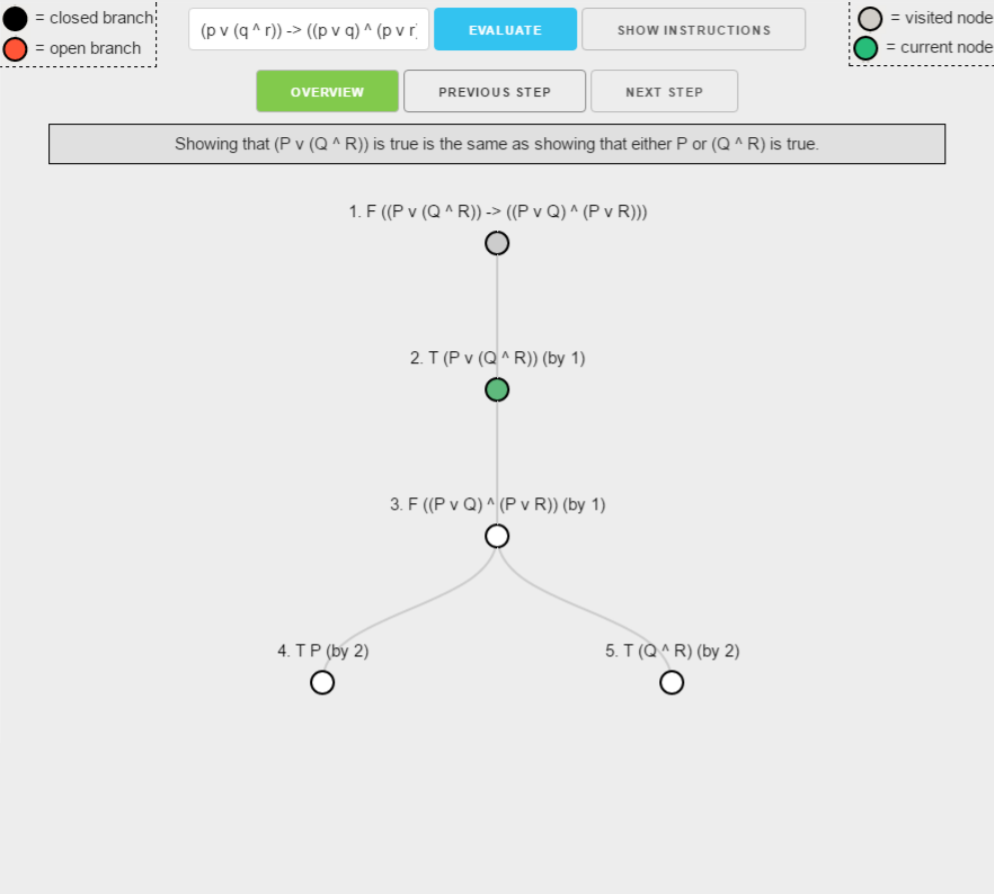 = closed branch
= open branch
(p v (q ^ r)) -> ((p v q) ^ (p v r
EVALUATE
SHOW INSTRUCTIONS
= visited node
= current node
OVERVIEW
PREVIOUS STEP
NEXT STEP
Showing that (P v (Q ^ R)) is true is the same as showing that either P or (Q ^ R) is true.
1. F ((P v (Q ^ R)) -> ((P v Q) ^ (P v R)))
2. T (P v (Q ^ R)) (by 1)
3. F ((P v Q) ^ (P v R)) (by 1)
4. T P (by 2)
5. T (Q ^ R) (by 2)